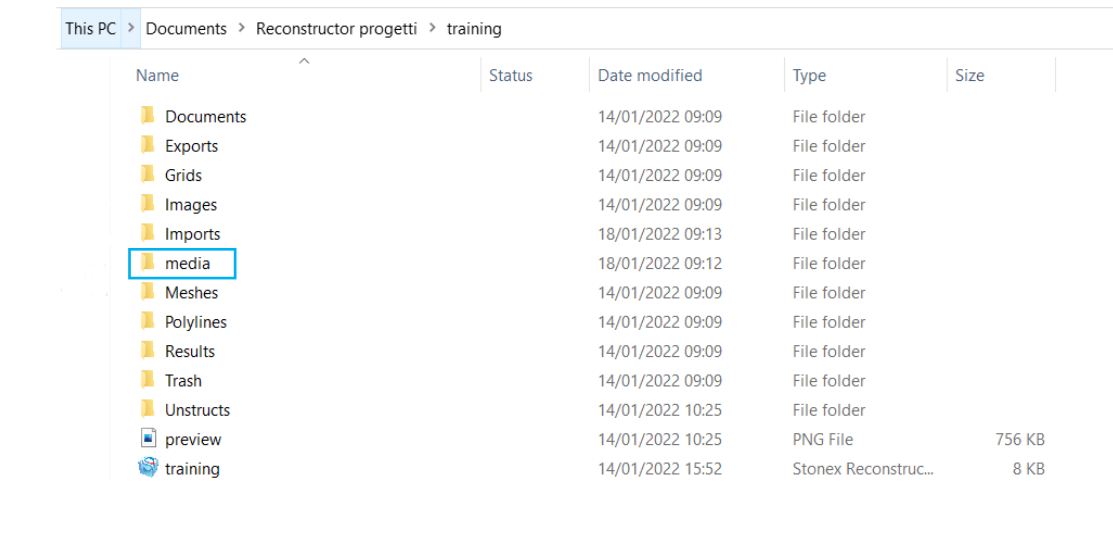 This PC > Documents > Reconstructor progetti > training
Name Status Date modified Type Size
Documents 14/01/2022 09:09 File folder
Exports 14/01/2022 09:09 File folder
Grids 14/01/2022 09:09 File folder
Images 14/01/2022 09:09 File folder
Imports 18/01/2022 09:13 File folder
media 18/01/2022 09:12 File folder
Meshes 14/01/2022 09:09 File folder
Polylines 14/01/2022 09:09 File folder
Results 14/01/2022 09:09 File folder
Trash 14/01/2022 09:09 File folder
Unstructs 14/01/2022 10:25 File folder
preview 14/01/2022 10:25 PNG File 756 KB
training 14/01/2022 15:52 Stonex Reconstruc... 8 KB